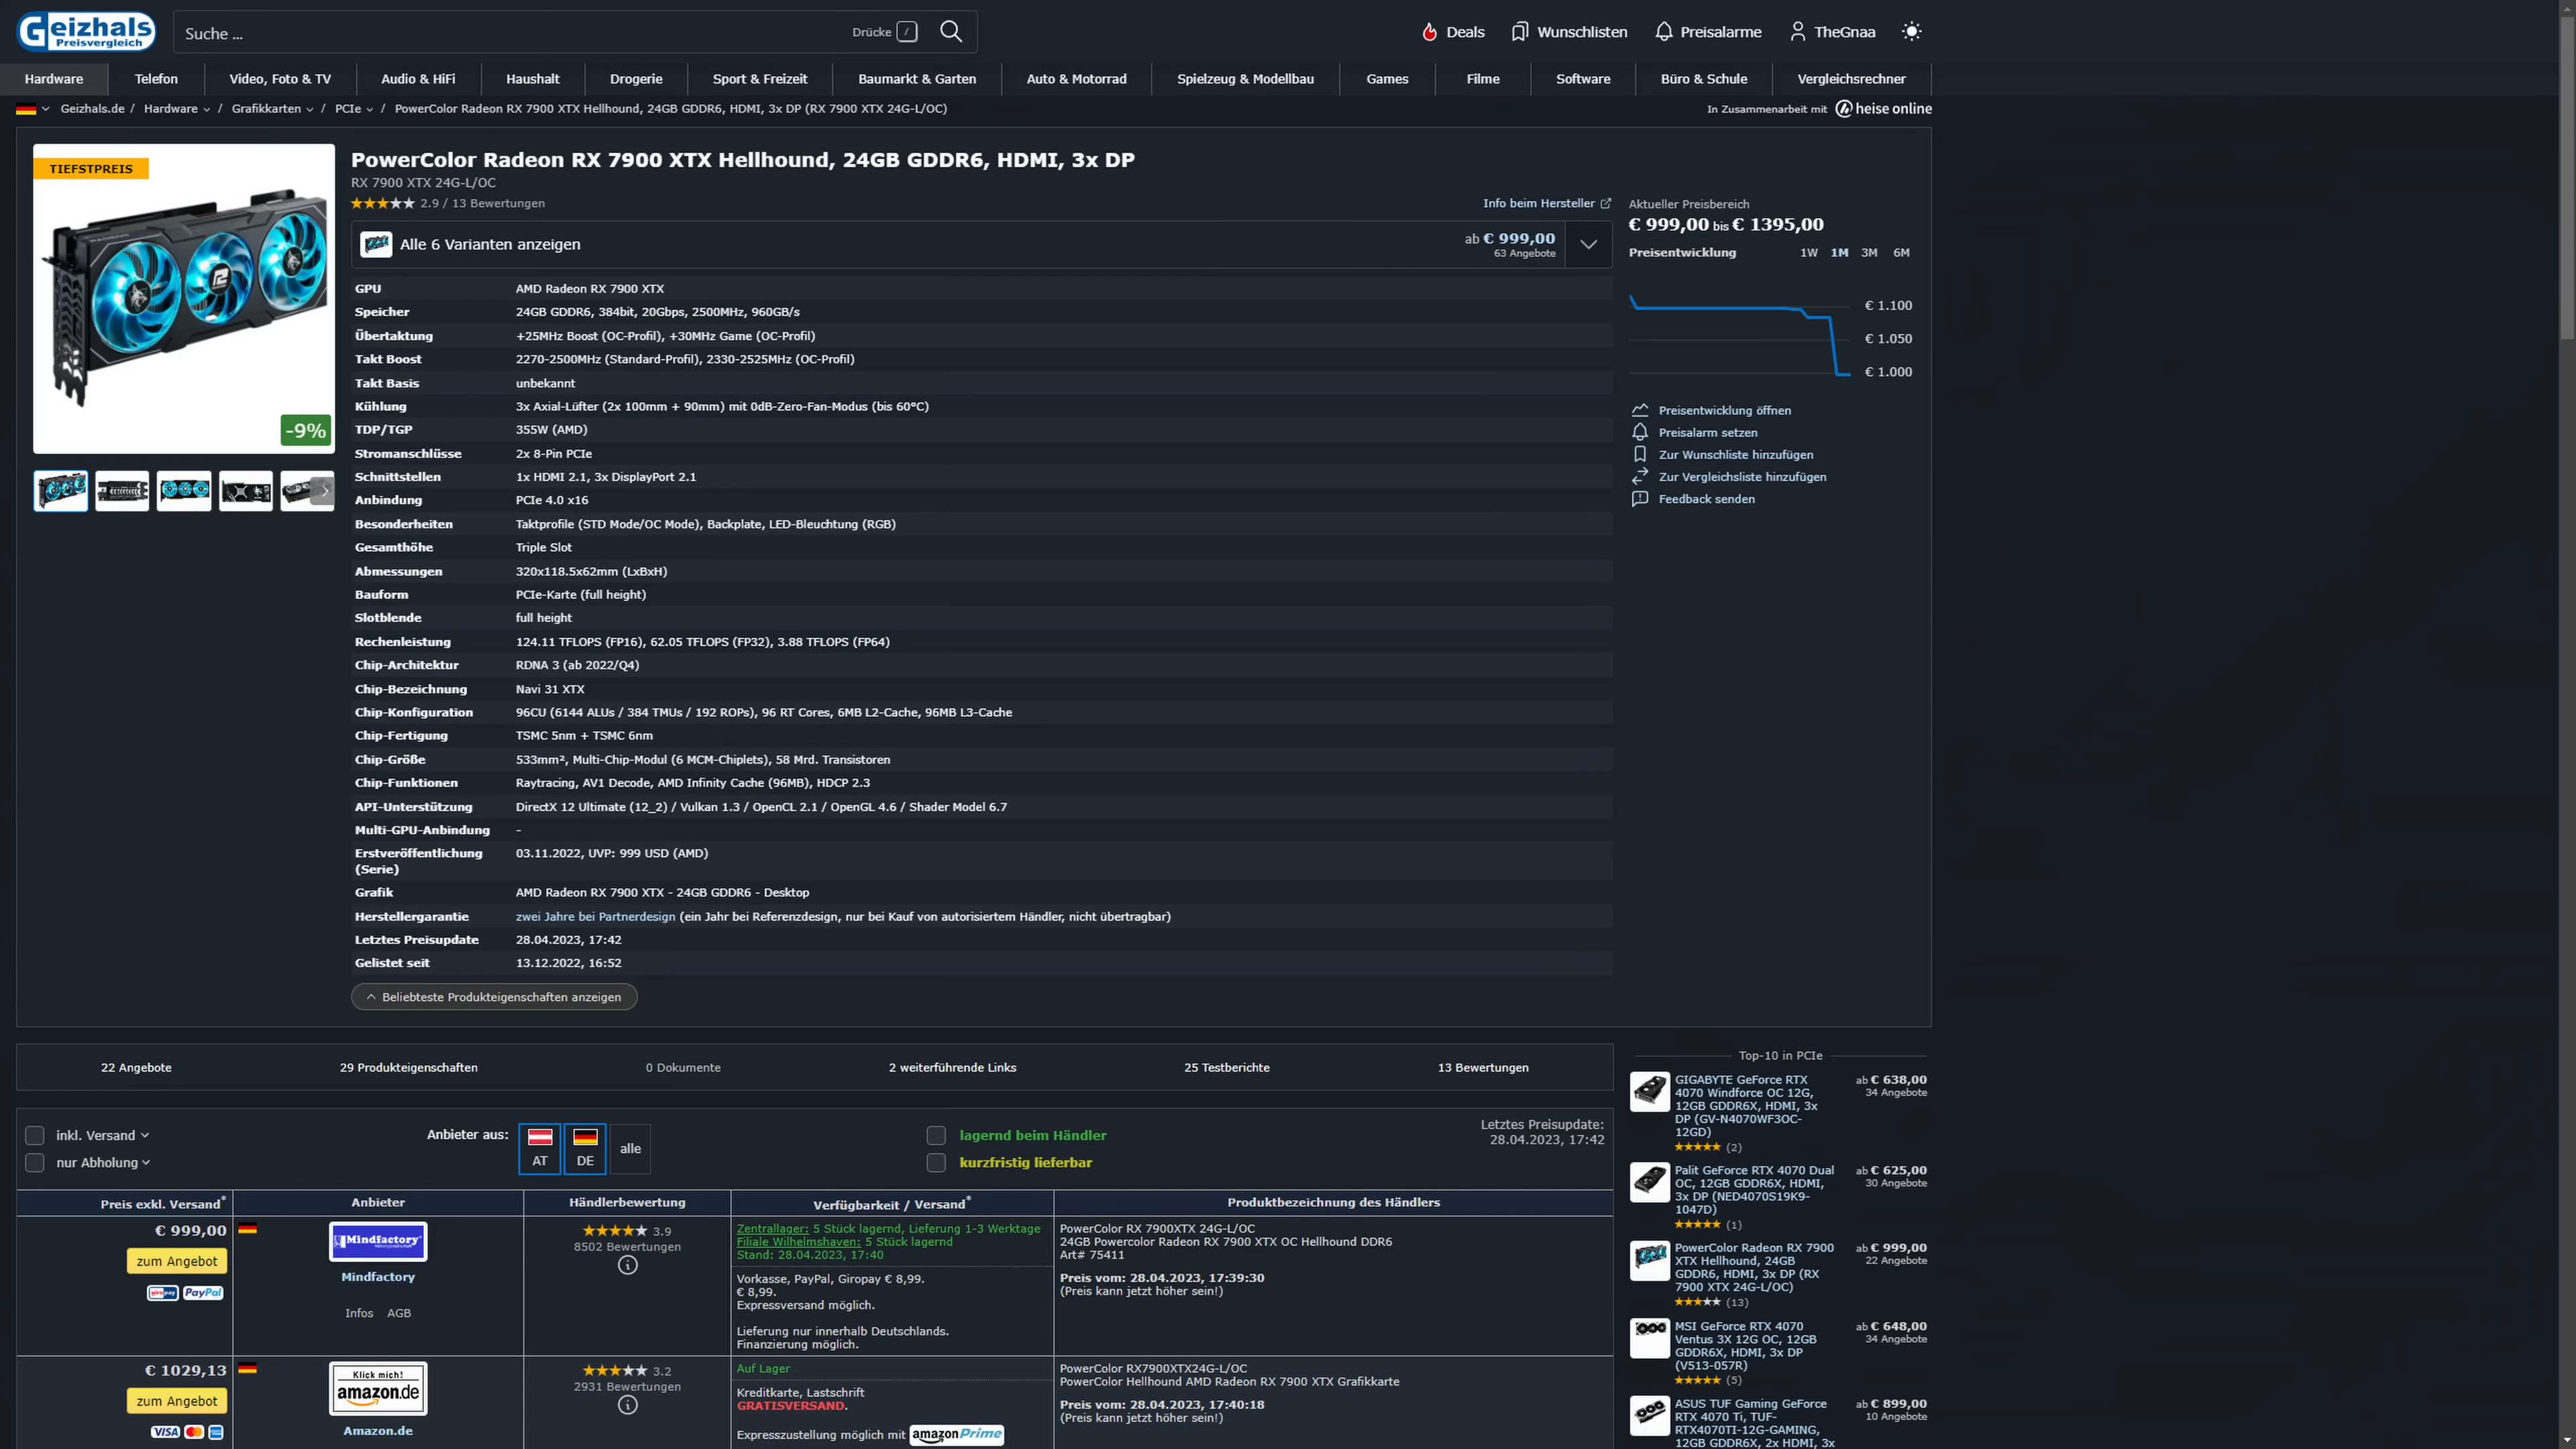 Geizhals
Preisvergleich
Suche ...
Drücke /
Deals
Wunschlisten
Preisalarme
TheGnaa
Hardware
Telefon
Video, Foto & TV
Audio & HiFi
Haushalt
Drogerie
Sport & Freizeit
Baumarkt & Garten
Auto & Motorrad
Spielzeug & Modellbau
Games
Filme
Software
Büro & Schule
Vergleichsrechner
Geizhals.de / Hardware / Grafikkarten / PCIe / PowerColor Radeon RX 7900 XTX Hellhound, 24GB GDDR6, HDMI, 3x DP (RX 7900 XTX 24G-L/OC)
In Zusammenarbeit mit heise online
TIEFSTPREIS
-9%
PowerColor Radeon RX 7900 XTX Hellhound, 24GB GDDR6, HDMI, 3x DP
RX 7900 XTX 24G-L/OC
2.9 / 13 Bewertungen
Info beim Hersteller
Alle 6 Varianten anzeigen
ab € 999,00
63 Angebote
GPU AMD Radeon RX 7900 XTX
Speicher 24GB GDDR6, 384bit, 20Gbps, 2500MHz, 960GB/s
Übertaktung +25MHz Boost (OC-Profil), +30MHz Game (OC-Profil)
Takt Boost 2270-2500MHz (Standard-Profil), 2330-2525MHz (OC-Profil)
Takt Basis unbekannt
Kühlung 3x Axial-Lüfter (2x 100mm + 90mm) mit 0dB-Zero-Fan-Modus (bis 60°C)
TDP/TGP 355W (AMD)
Stromanschlüsse 2x 8-Pin PCIe
Schnittstellen 1x HDMI 2.1, 3x DisplayPort 2.1
Anbindung PCIe 4.0 x16
Besonderheiten Taktprofile (STD Mode/OC Mode), Backplate, LED-Bleuchtung (RGB)
Gesamthöhe Triple Slot
Abmessungen 320x118.5x62mm (LxBxH)
Bauform PCIe-Karte (full height)
Slotblende full height
Rechenleistung 124.11 TFLOPS (FP16), 62.05 TFLOPS (FP32), 3.88 TFLOPS (FP64)
Chip-Architektur RDNA 3 (ab 2022/Q4)
Chip-Bezeichnung Navi 31 XTX
Chip-Konfiguration 96CU (6144 ALUs / 384 TMUs / 192 ROPs), 96 RT Cores, 6MB L2-Cache, 96MB L3-Cache
Chip-Fertigung TSMC 5nm + TSMC 6nm
Chip-Größe 533mm², Multi-Chip-Modul (6 MCM-Chiplets), 58 Mrd. Transistoren
Chip-Funktionen Raytracing, AV1 Decode, AMD Infinity Cache (96MB), HDCP 2.3
API-Unterstützung DirectX 12 Ultimate (12_2) / Vulkan 1.3 / OpenCL 2.1 / OpenGL 4.6 / Shader Model 6.7
Multi-GPU-Anbindung -
Erstveröffentlichung (Serie) 03.11.2022, UVP: 999 USD (AMD)
Grafik AMD Radeon RX 7900 XTX - 24GB GDDR6 - Desktop
Herstellergarantie zwei Jahre bei Partnerdesign (ein Jahr bei Referenzdesign, nur bei Kauf von autorisiertem Händler, nicht übertragbar)
Letztes Preisupdate 28.04.2023, 17:42
Gelistet seit 13.12.2022, 16:52
Beliebteste Produkteigenschaften anzeigen
Aktueller Preisbereich
€ 999,00 bis € 1395,00
Preisentwicklung 1W 1M 3M 6M
€ 1.100
€ 1.050
€ 1.000
Preisentwicklung öffnen
Preisalarm setzen
Zur Wunschliste hinzufügen
Zur Vergleichsliste hinzufügen
Feedback senden
22 Angebote
29 Produkteigenschaften
0 Dokumente
2 weiterführende Links
25 Testberichte
13 Bewertungen
inkl. Versand
nur Abholung
Anbieter aus:
AT
DE
alle
lagernd beim Händler
kurzfristig lieferbar
Letztes Preisupdate:
28.04.2023, 17:42
Preis exkl. Versand*
Anbieter
Händlerbewertung
Verfügbarkeit / Versand*
Produktbezeichnung des Händlers
€ 999,00
zum Angebot
giropay PayPal
Mindfactory
Mindfactory
Infos AGB
3.9
8502 Bewertungen
Zentrallager: 5 Stück lagernd, Lieferung 1-3 Werktage
Filiale Wilhelmshaven: 5 Stück lagernd
Stand: 28.04.2023, 17:40
Vorkasse, PayPal, Giropay € 8,99.
€ 8,99.
Expressversand möglich.
Lieferung nur innerhalb Deutschlands.
Finanzierung möglich.
PowerColor RX 7900XTX 24G-L/OC
24GB Powercolor Radeon RX 7900 XTX OC Hellhound DDR6
Art# 75411
Preis vom: 28.04.2023, 17:39:30
(Preis kann jetzt höher sein!)
€ 1029,13
zum Angebot
VISA
Klick mich!
amazon.de
Amazon.de
3.2
2931 Bewertungen
Auf Lager
Kreditkarte, Lastschrift
GRATISVERSAND.
Expresszustellung möglich mit amazonPrime
PowerColor RX7900XTX24G-L/OC
PowerColor Hellhound AMD Radeon RX 7900 XTX Grafikkarte
Preis vom: 28.04.2023, 17:40:18
(Preis kann jetzt höher sein!)
Top-10 in PCIe
GIGABYTE GeForce RTX
4070 Windforce OC 12G,
12GB GDDR6X, HDMI, 3x
DP (GV-N4070WF3OC-
12GD)
(2)
ab € 638,00
34 Angebote
Palit GeForce RTX 4070 Dual
OC, 12GB GDDR6X, HDMI,
3x DP (NED4070S19K9-
1047D)
(1)
ab € 625,00
30 Angebote
PowerColor Radeon RX 7900
XTX Hellhound, 24GB
GDDR6, HDMI, 3x DP (RX
7900 XTX 24G-L/OC)
(13)
ab € 999,00
22 Angebote
MSI GeForce RTX 4070
Ventus 3X 12G OC, 12GB
GDDR6X, HDMI, 3x DP
(V513-057R)
(5)
ab € 648,00
34 Angebote
ASUS TUF Gaming GeForce
RTX 4070 Ti, TUF-
RTX4070TI-12G-GAMING,
12GB GDDR6X, 2x HDMI, 3x
ab € 899,00
10 Angebote